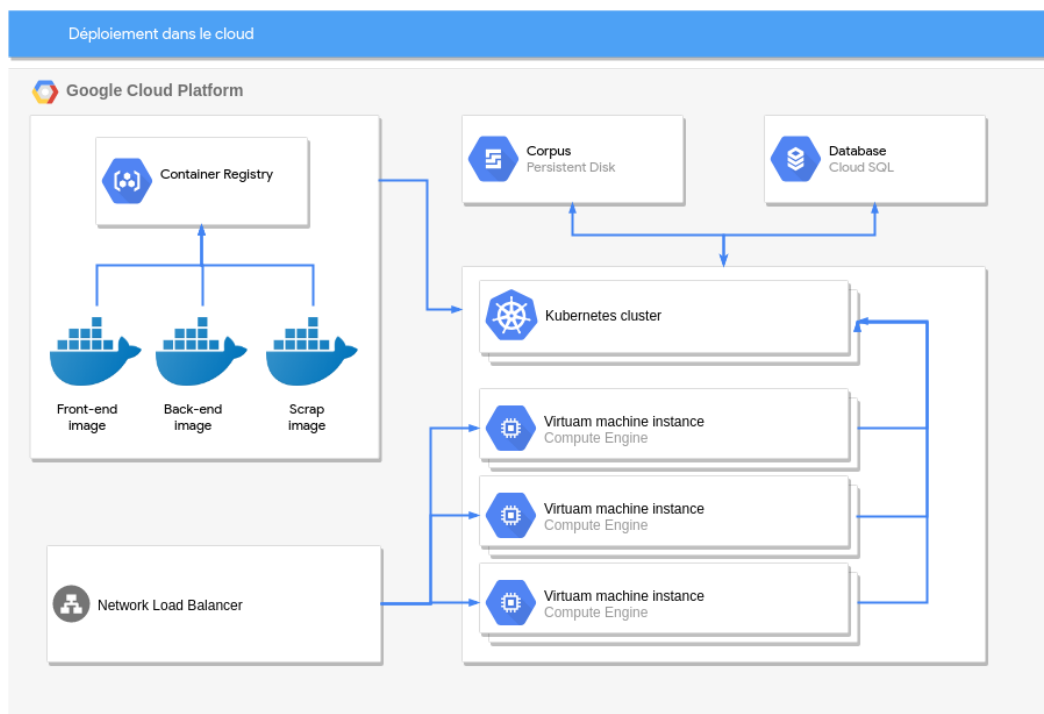 Déploiement dans le cloud
Google Cloud Platform
Container Registry
Front-end
image
Back-end
image
Scrap
image
Corpus
Persistent Disk
Database
Cloud SQL
Kubernetes cluster
Virtuam machine instance
Compute Engine
Virtuam machine instance
Compute Engine
Virtuam machine instance
Compute Engine
Network Load Balancer